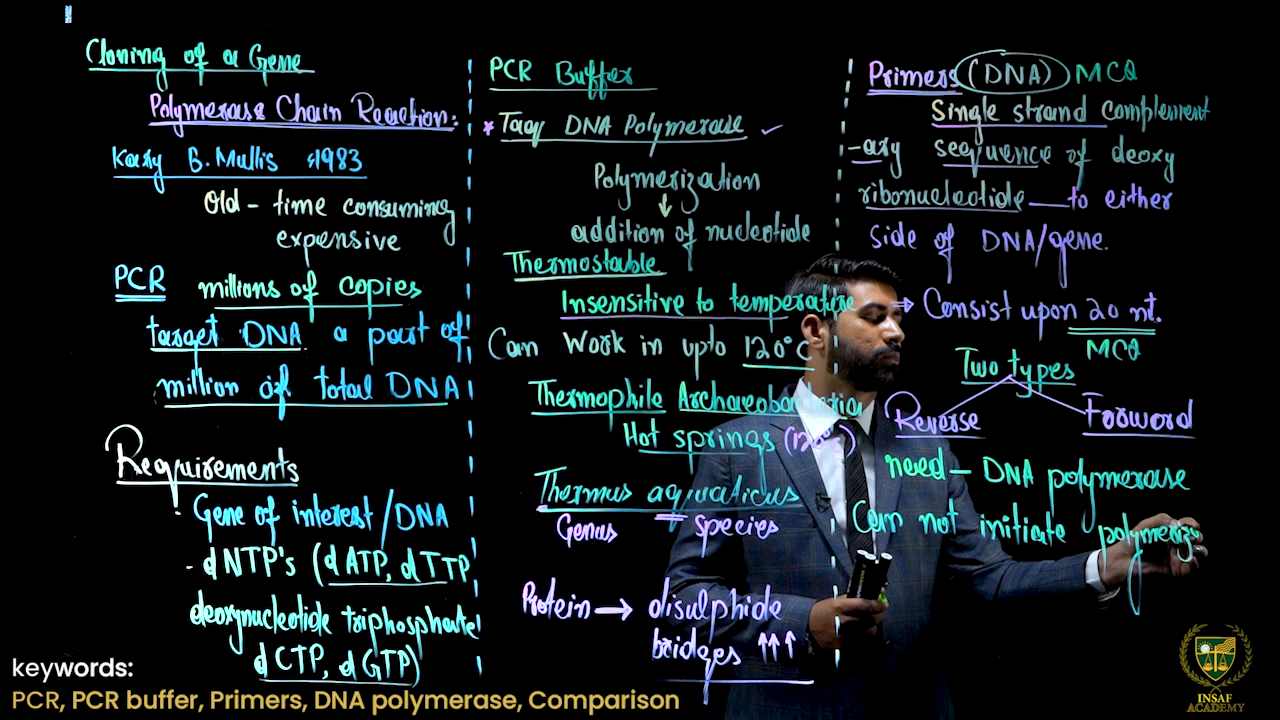 Cloning of a Gene
Polymerase Chain Reaction:
Kary B. Mullis 1983
Old - time consuming
expensive
PCR millions of copies
target DNA a part of
million of total DNA
Requirements
· Gene of interest/DNA
- dNTP's (dATP, dTTP,
deoxynucleotide triphosphate
dCTP, dGTP)
PCR Buffer
* Taq DNA Polymerase ✓
Polymerization
↓
addition of nucleotide
Thermostable
Insensitive to temperature
Can Work in upto 120°C
Thermophile Archaeobacteria
Hot springs (120°)
Thermus aquaticus
Genus species
Protein → disulphide
bridges ↑↑↑
Primers (DNA) MCQ
Single strand complement
-ary sequence of deoxy
ribonucleotide __ to either
side of DNA/gene.
⇒ Consist upon 20 nt.
MCQ
Two types
Reverse Forword
need - DNA polymerase
Can not initiate polymeriz
keywords:
PCR, PCR buffer, Primers, DNA polymerase, Comparison
INSAF
ACADEMY